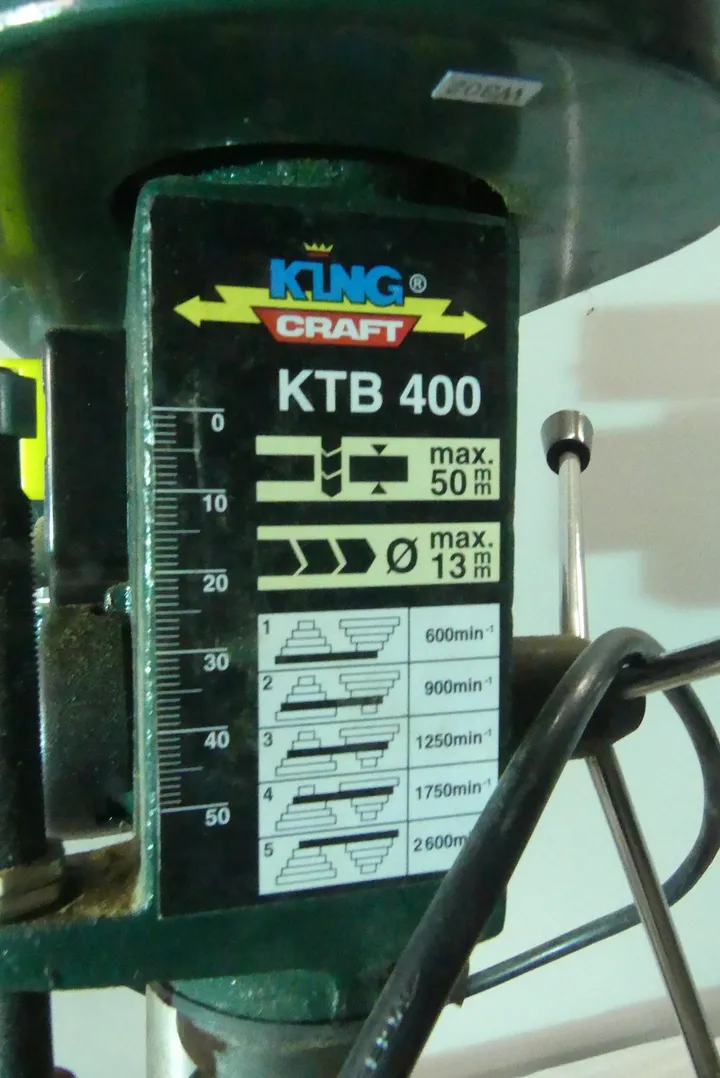 KING ®
CRAFT
KTB 400
0
10
20
30
40
50
max.
50 mm
Ø max.
13 mm
1 600min⁻¹
2 900min⁻¹
3 1250min⁻¹
4 1750min⁻¹
5 2600m